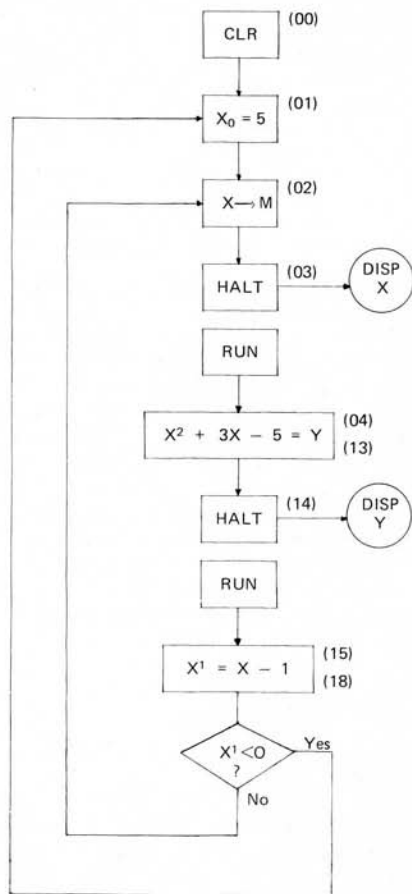 CLR (00)
X₀ = 5 (01)
X → M (02)
HALT (03)
DISP
X
RUN
X² + 3X − 5 = Y (04)
(13)
HALT (14)
DISP
Y
RUN
X¹ = X − 1 (15)
(18)
X¹<O
?
Yes
No